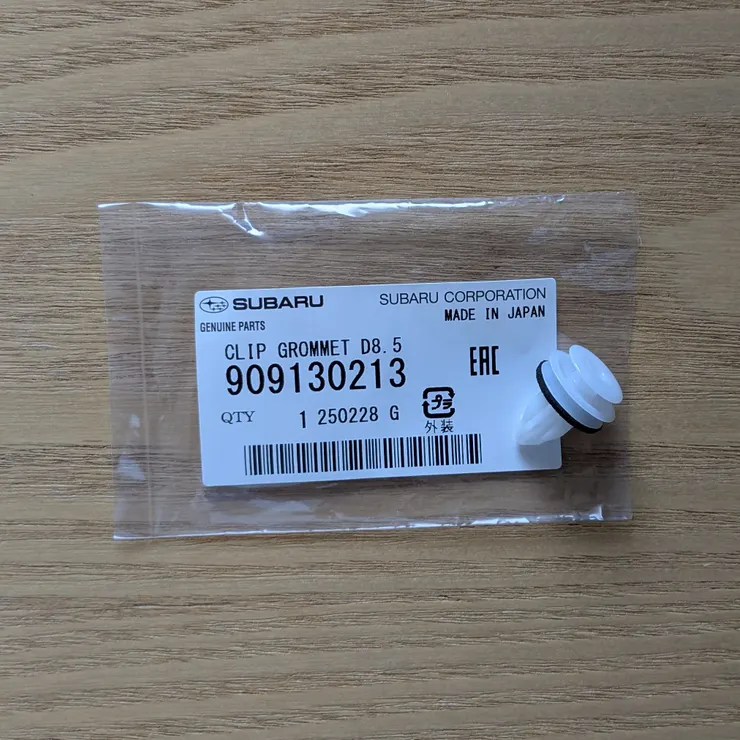 SUBARU
SUBARU CORPORATION
GENUINE PARTS
MADE IN JAPAN
CLIP GROMMET D8.5
909130213
EAC
QTY 1 250228 G
プラ
外装